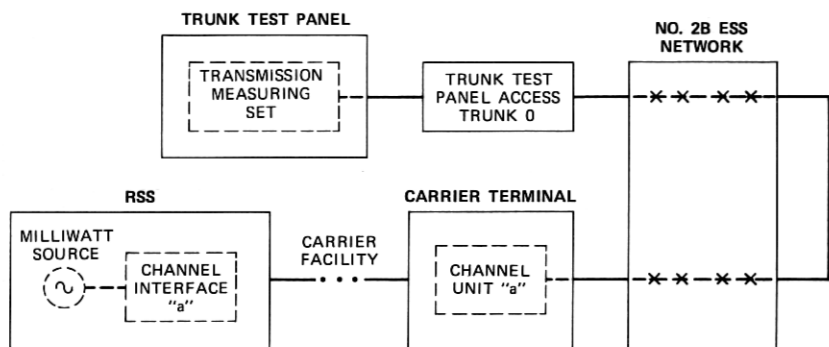 TRUNK TEST PANEL
TRANSMISSION
MEASURING
SET
TRUNK TEST
PANEL ACCESS
TRUNK 0
NO. 2B ESS
NETWORK
RSS
MILLIWATT
SOURCE
CHANNEL
INTERFACE
"a"
CARRIER
FACILITY
CARRIER TERMINAL
CHANNEL
UNIT "a"